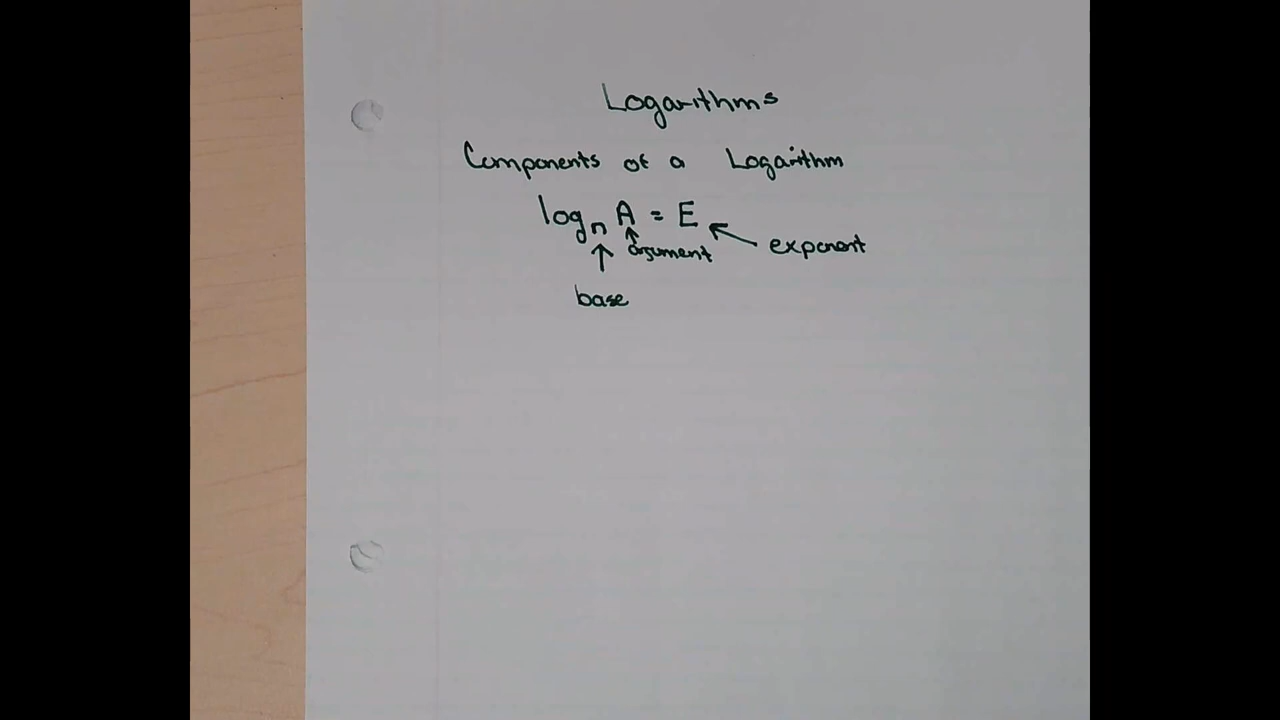 Logarithms
Components of a Logarithm
logₙ A = E
argument
exponent
base